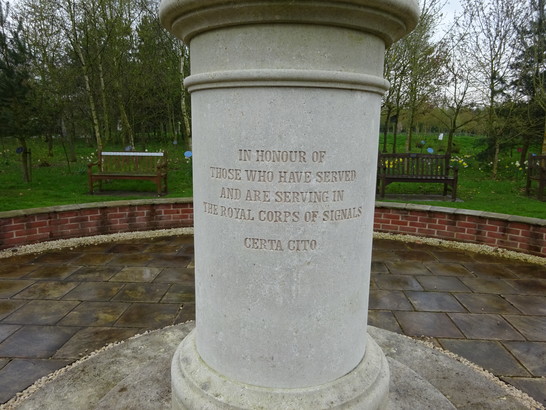 IN HONOUR OF
THOSE WHO HAVE SERVED
AND ARE SERVING IN
THE ROYAL CORPS OF SIGNALS
CERTA CITO